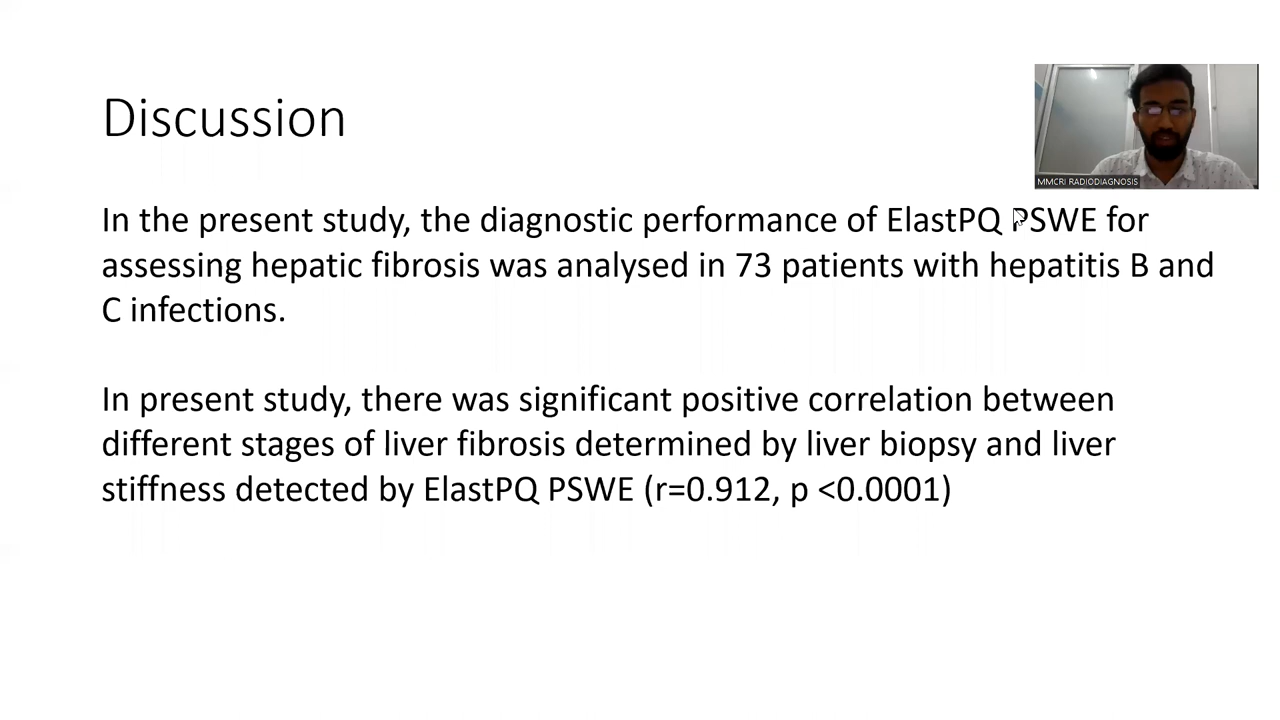 Discussion
MMCRI RADIODIAGNOSIS
In the present study, the diagnostic performance of ElastPQ PSWE for
assessing hepatic fibrosis was analysed in 73 patients with hepatitis B and
C infections.
In present study, there was significant positive correlation between
different stages of liver fibrosis determined by liver biopsy and liver
stiffness detected by ElastPQ PSWE (r=0.912, p <0.0001)